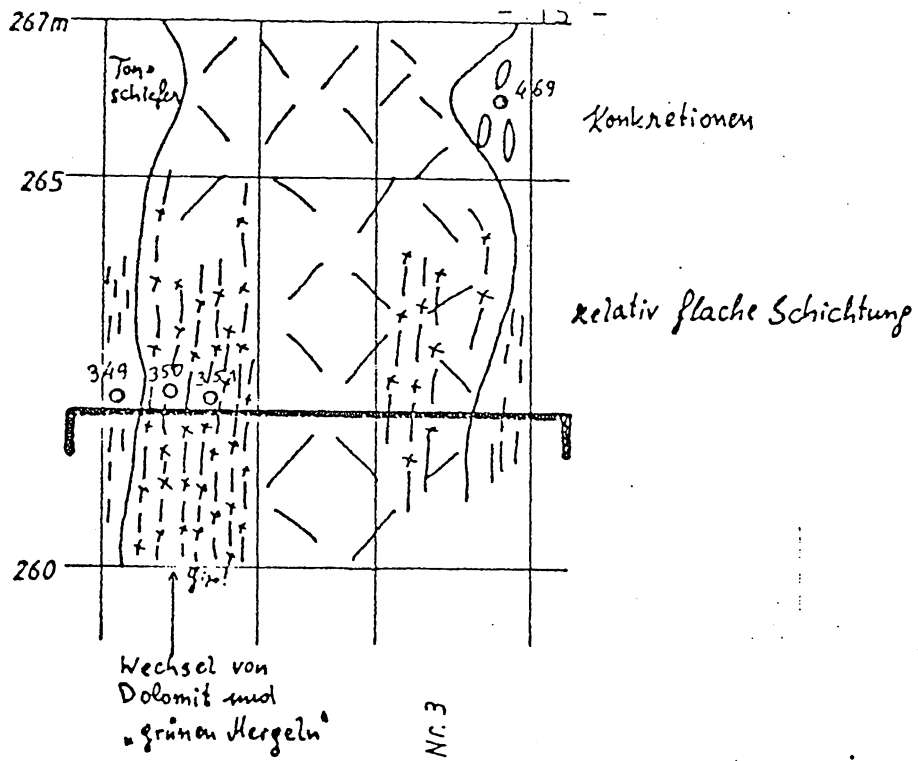 - 12 -
267m
Ton-
schiefer
469
Konkretionen
265
relativ flache Schichtung
349
350
351
260
Gips!
Wechsel von
Dolomit und
„grünen Mergeln“
Nr. 3